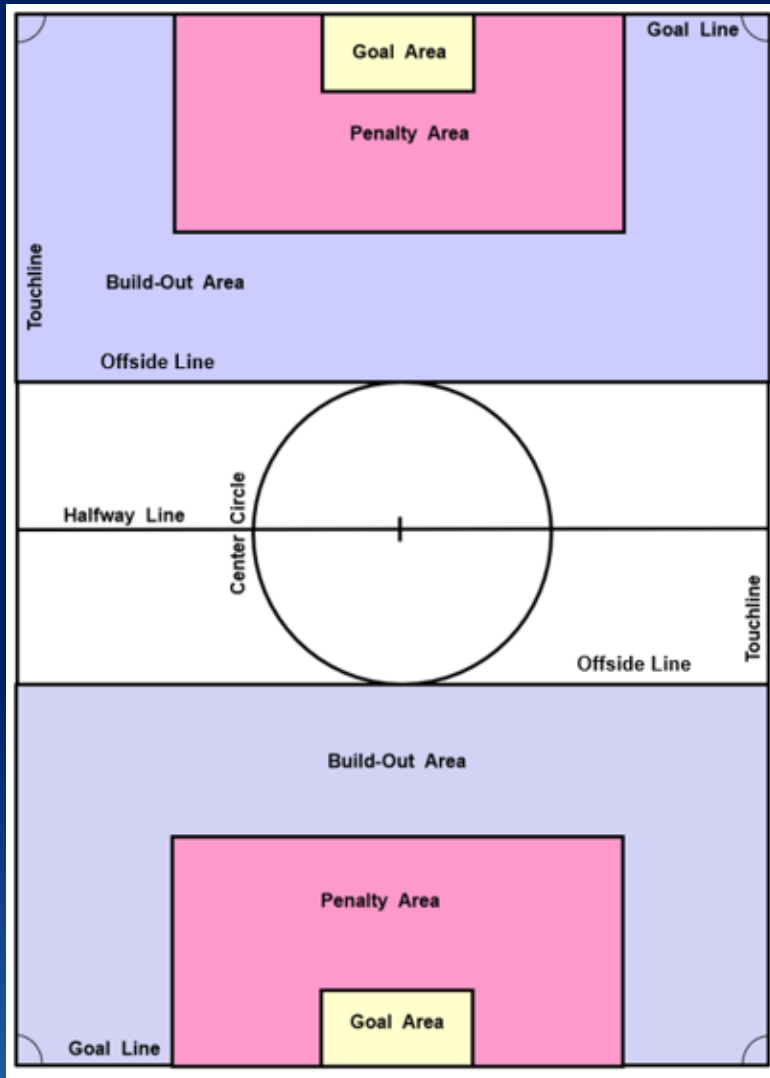 Goal Line
Goal Area
Penalty Area
Touchline
Build-Out Area
Offside Line
Halfway Line
Center Circle
Touchline
Offside Line
Build-Out Area
Penalty Area
Goal Area
Goal Line